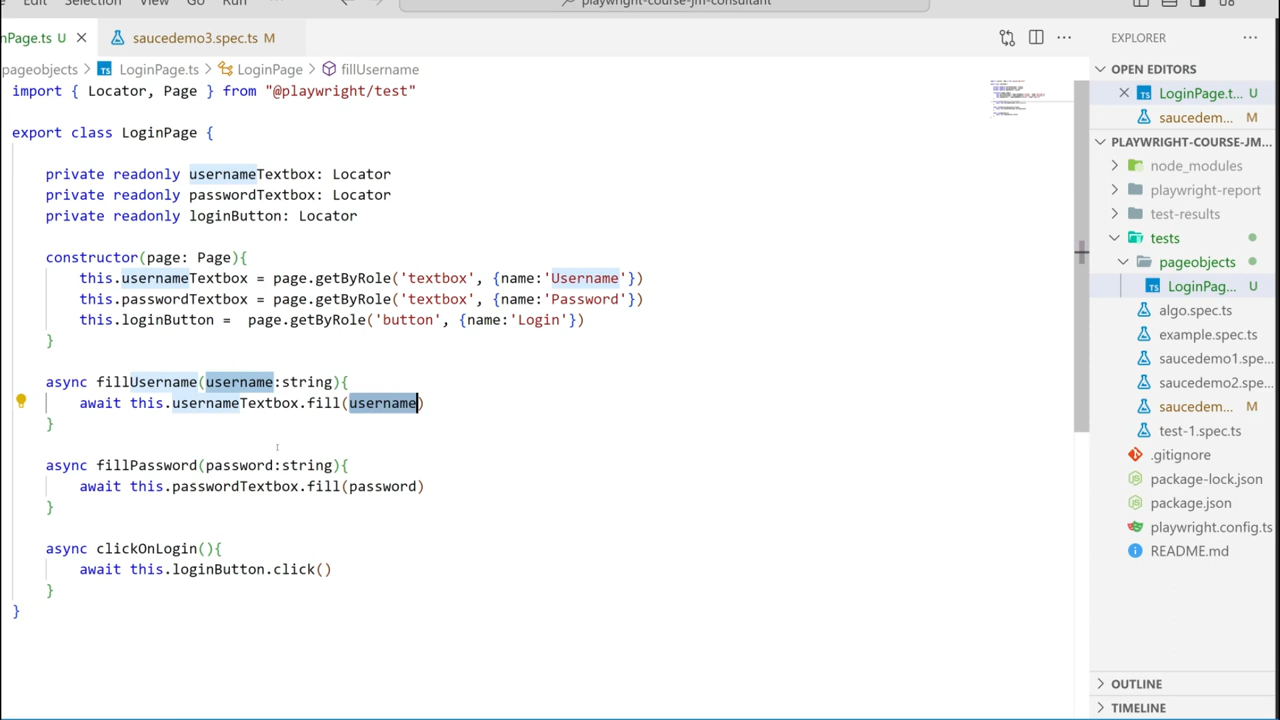 Edit Selection View Go Run ... playwright-course-jm-consultant
nPage.ts U saucedemo3.spec.ts M
pageobjects > TS LoginPage.ts > LoginPage > fillUsername
import { Locator, Page } from "@playwright/test"
export class LoginPage {
private readonly usernameTextbox: Locator
private readonly passwordTextbox: Locator
private readonly loginButton: Locator
constructor(page: Page){
this.usernameTextbox = page.getByRole('textbox', {name:'Username'})
this.passwordTextbox = page.getByRole('textbox', {name:'Password'})
this.loginButton =  page.getByRole('button', {name:'Login'})
}
async fillUsername(username:string){
await this.usernameTextbox.fill(username)
}
async fillPassword(password:string){
await this.passwordTextbox.fill(password)
}
async clickOnLogin(){
await this.loginButton.click()
}
}
EXPLORER ...
OPEN EDITORS
TS LoginPage.t... U
saucedem... M
PLAYWRIGHT-COURSE-JM...
node_modules
playwright-report
test-results
tests
pageobjects
TS LoginPag... U
algo.spec.ts
example.spec.ts
saucedemo1.spe...
saucedemo2.spe...
saucedem... M
test-1.spec.ts
.gitignore
package-lock.json
package.json
playwright.config.ts
README.md
OUTLINE
TIMELINE